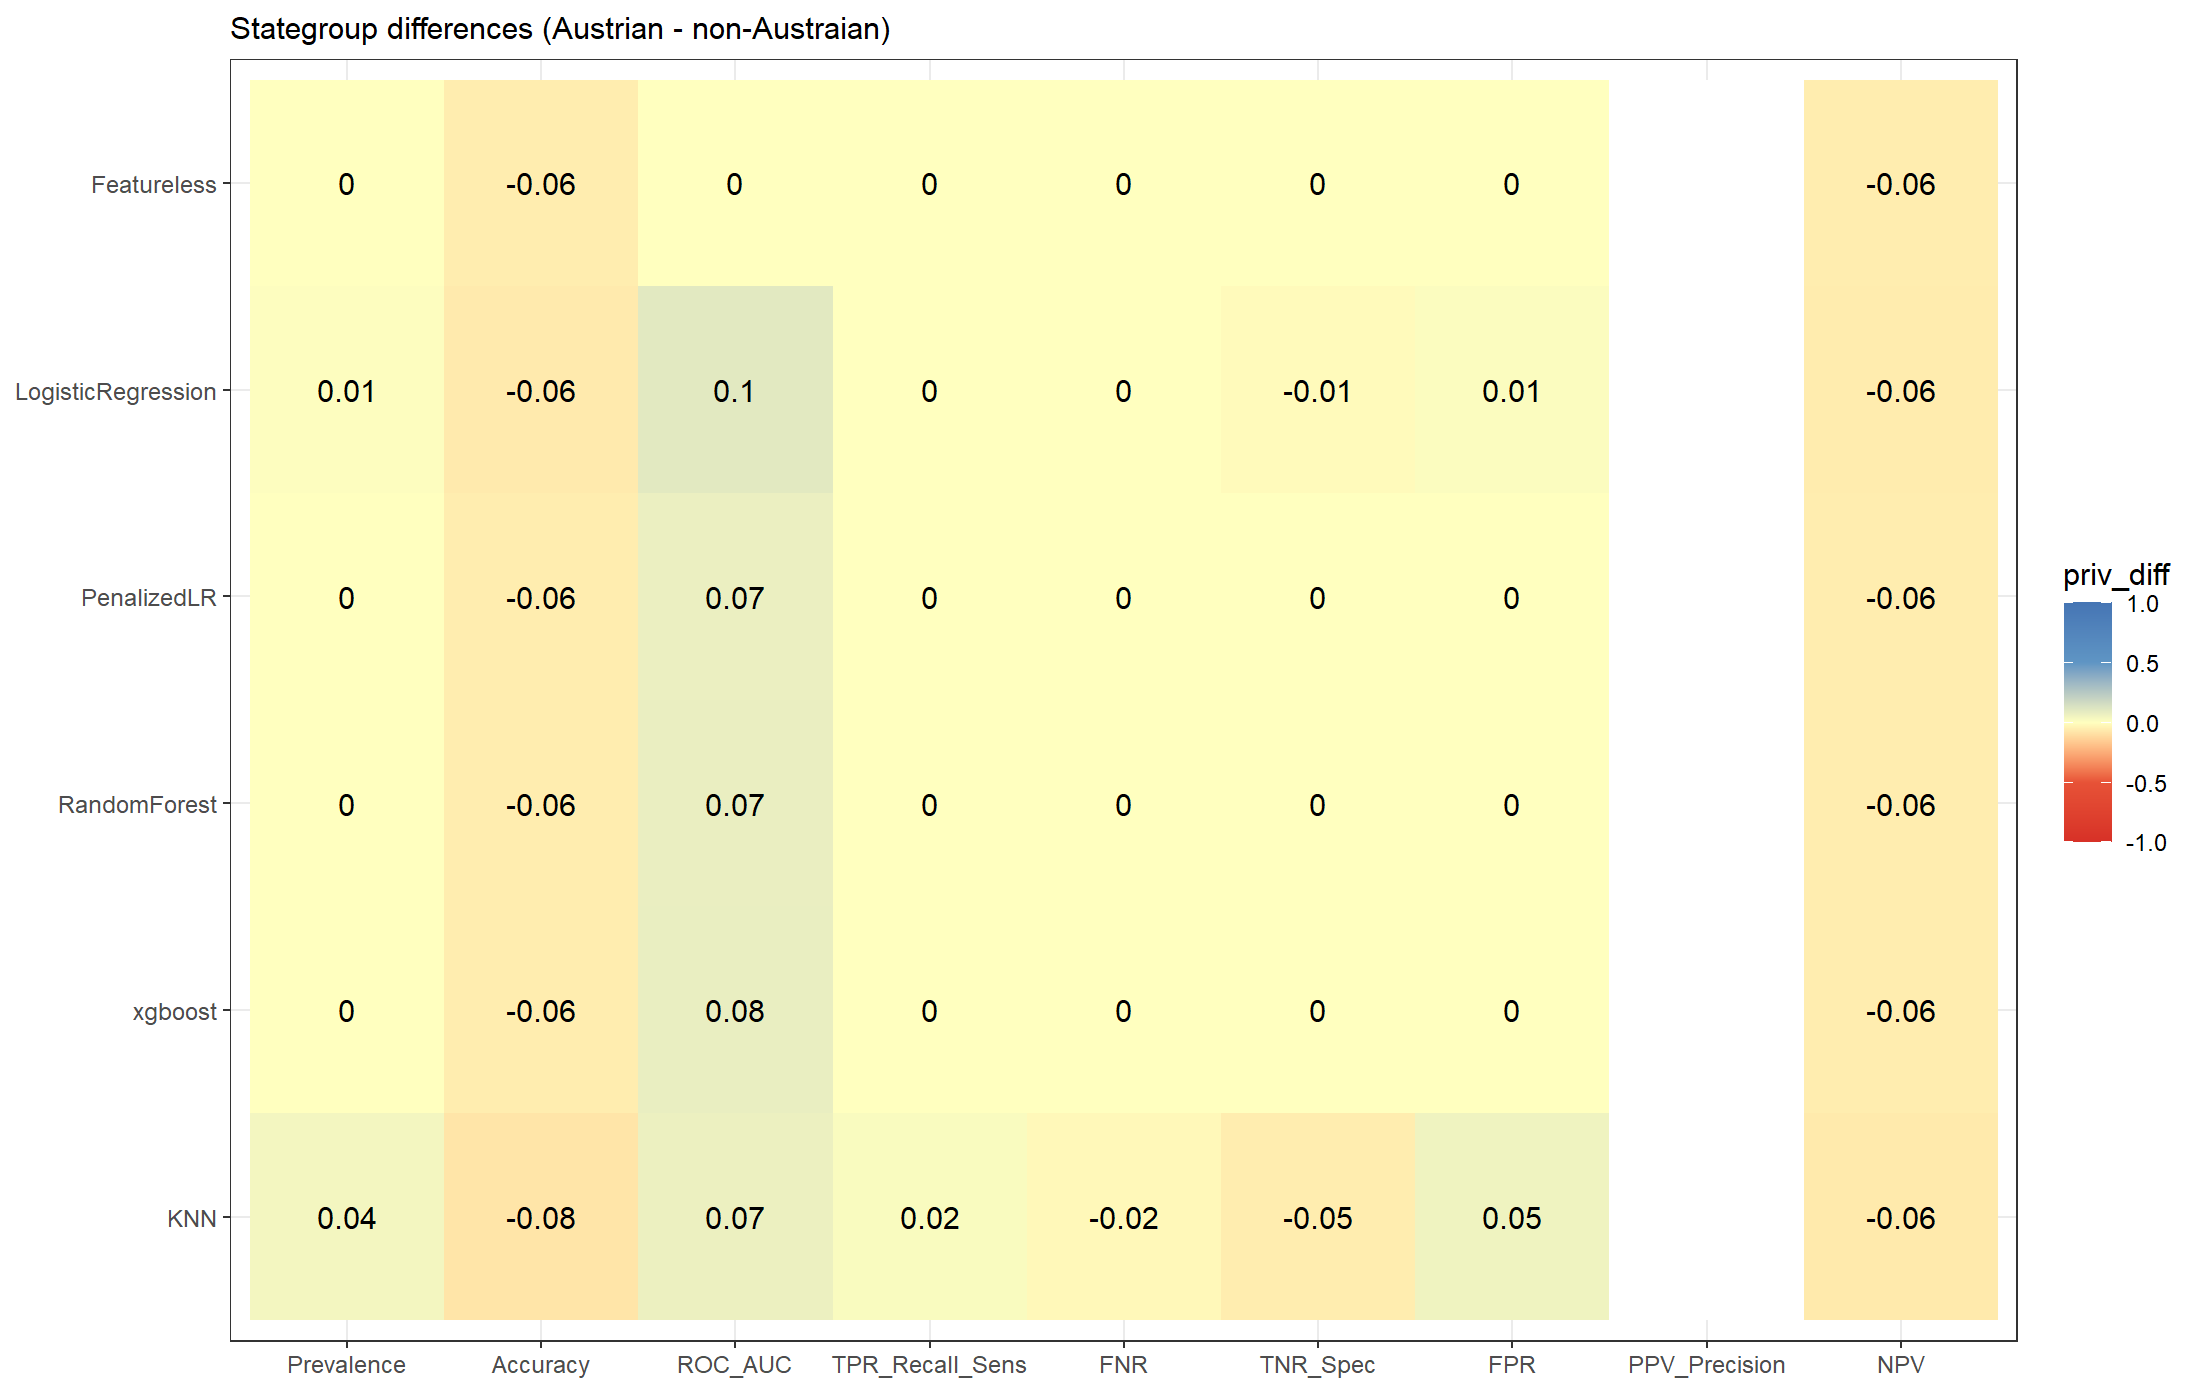 Stategroup differences (Austrian - non-Austraian)
Featureless 0 -0.06 0 0 0 0 0 -0.06
LogisticRegression 0.01 -0.06 0.1 0 0 -0.01 0.01 -0.06
PenalizedLR 0 -0.06 0.07 0 0 0 0 -0.06
RandomForest 0 -0.06 0.07 0 0 0 0 -0.06
xgboost 0 -0.06 0.08 0 0 0 0 -0.06
KNN 0.04 -0.08 0.07 0.02 -0.02 -0.05 0.05 -0.06
Prevalence Accuracy ROC_AUC TPR_Recall_Sens FNR TNR_Spec FPR PPV_Precision NPV
priv_diff
1.0
0.5
0.0
-0.5
-1.0